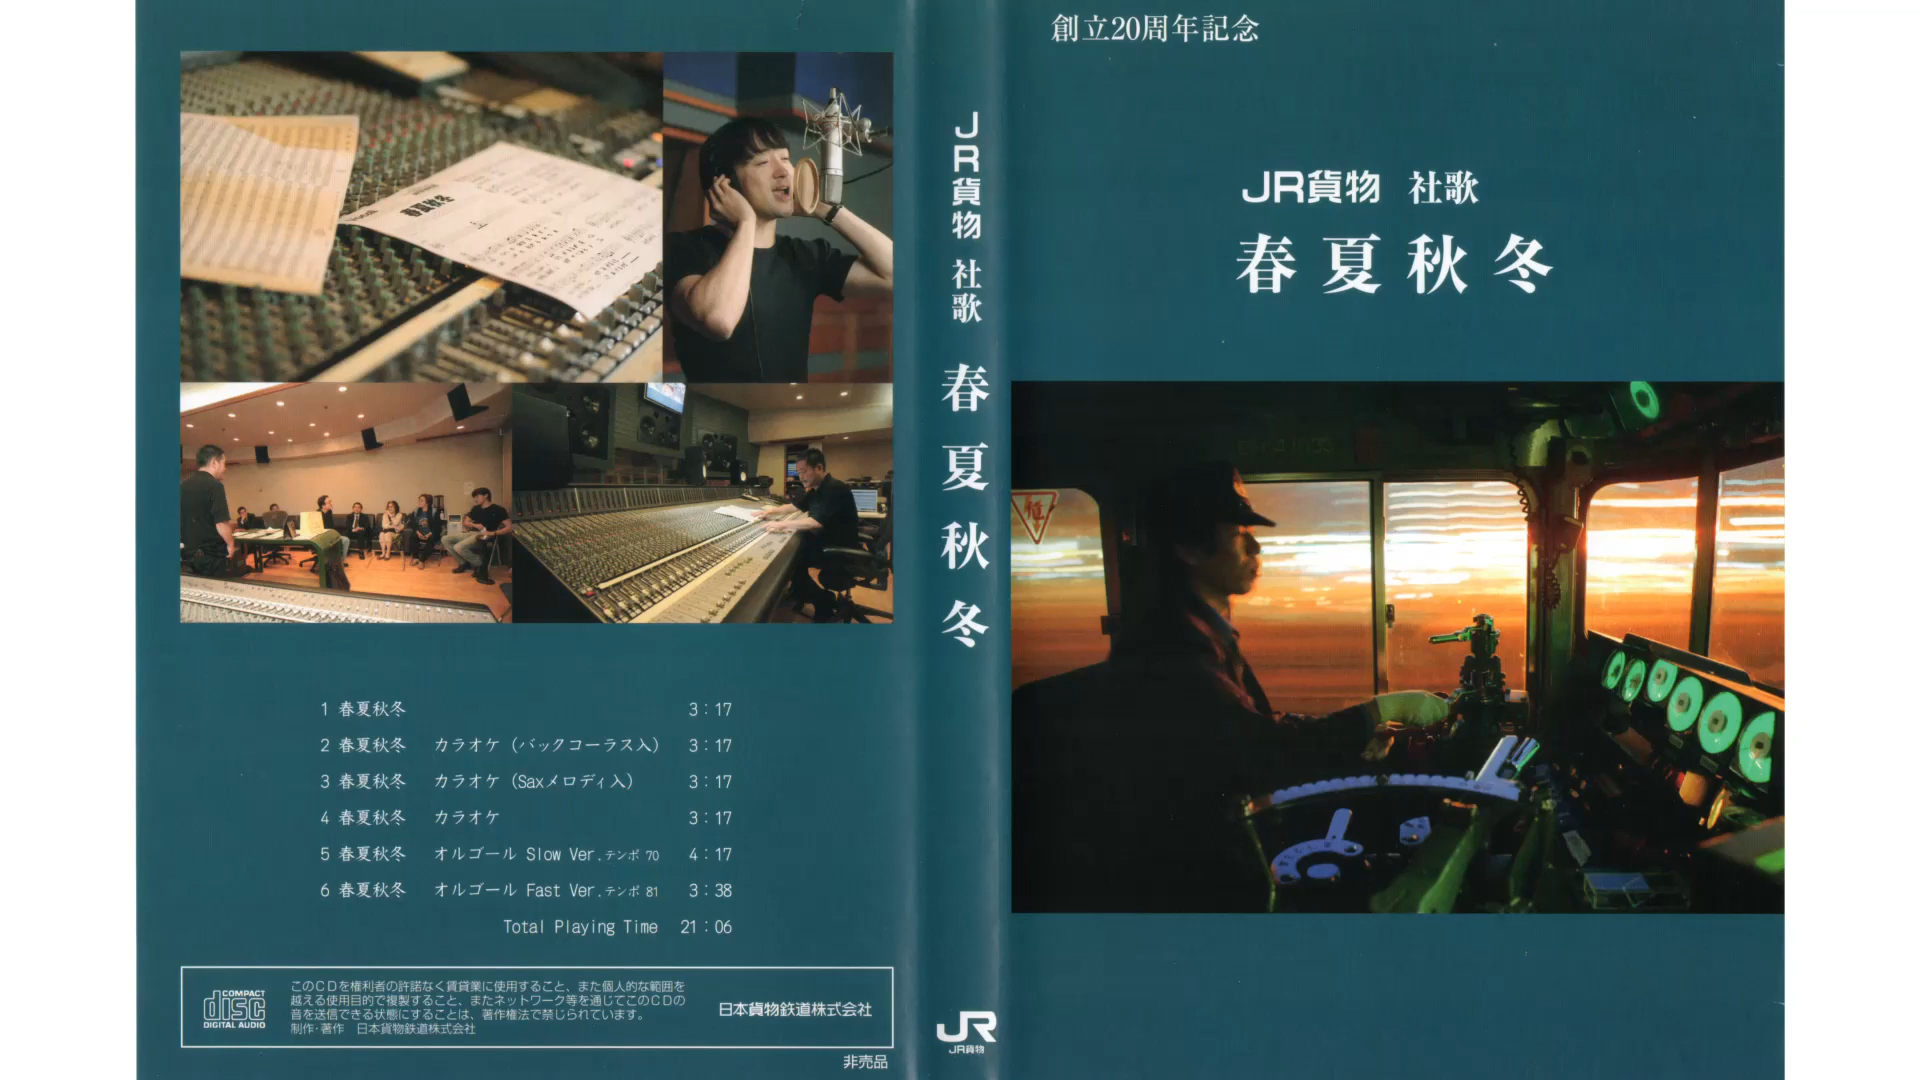 創立20周年記念
JR貨物 社歌
春夏秋冬
JR貨物 社歌 春夏秋冬
JR
JR貨物
春夏秋冬
1 春夏秋冬 3:17
2 春夏秋冬 カラオケ(バックコーラス入) 3:17
3 春夏秋冬 カラオケ(Saxメロディ入) 3:17
4 春夏秋冬 カラオケ 3:17
5 春夏秋冬 オルゴール Slow Ver.テンポ 70 4:17
6 春夏秋冬 オルゴール Fast Ver.テンポ 81 3:38
Total Playing Time 21:06
COMPACT
disc
DIGITAL AUDIO
このCDを権利者の許諾なく賃貸業に使用すること、また個人的な範囲を
越える使用目的で複製すること、またネットワーク等を通じてこのCDの
音を送信できる状態にすることは、著作権法で禁じられています。
制作・著作 日本貨物鉄道株式会社
日本貨物鉄道株式会社
非売品